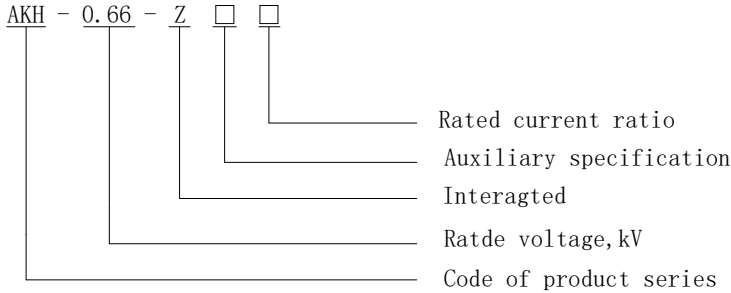 AKH - 0.66 - Z □ □
Rated current ratio
Auxiliary specification
Interagted
Ratde voltage,kV
Code of product series